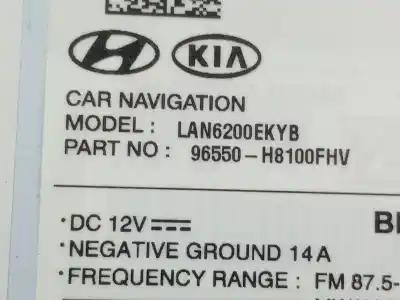 KIA
CAR NAVIGATION
MODEL : LAN6200EKYB
PART NO : 96550-H8100FHV
·DC 12V⎓
·NEGATIVE GROUND 14A
·FREQUENCY RANGE : FM 87.5-